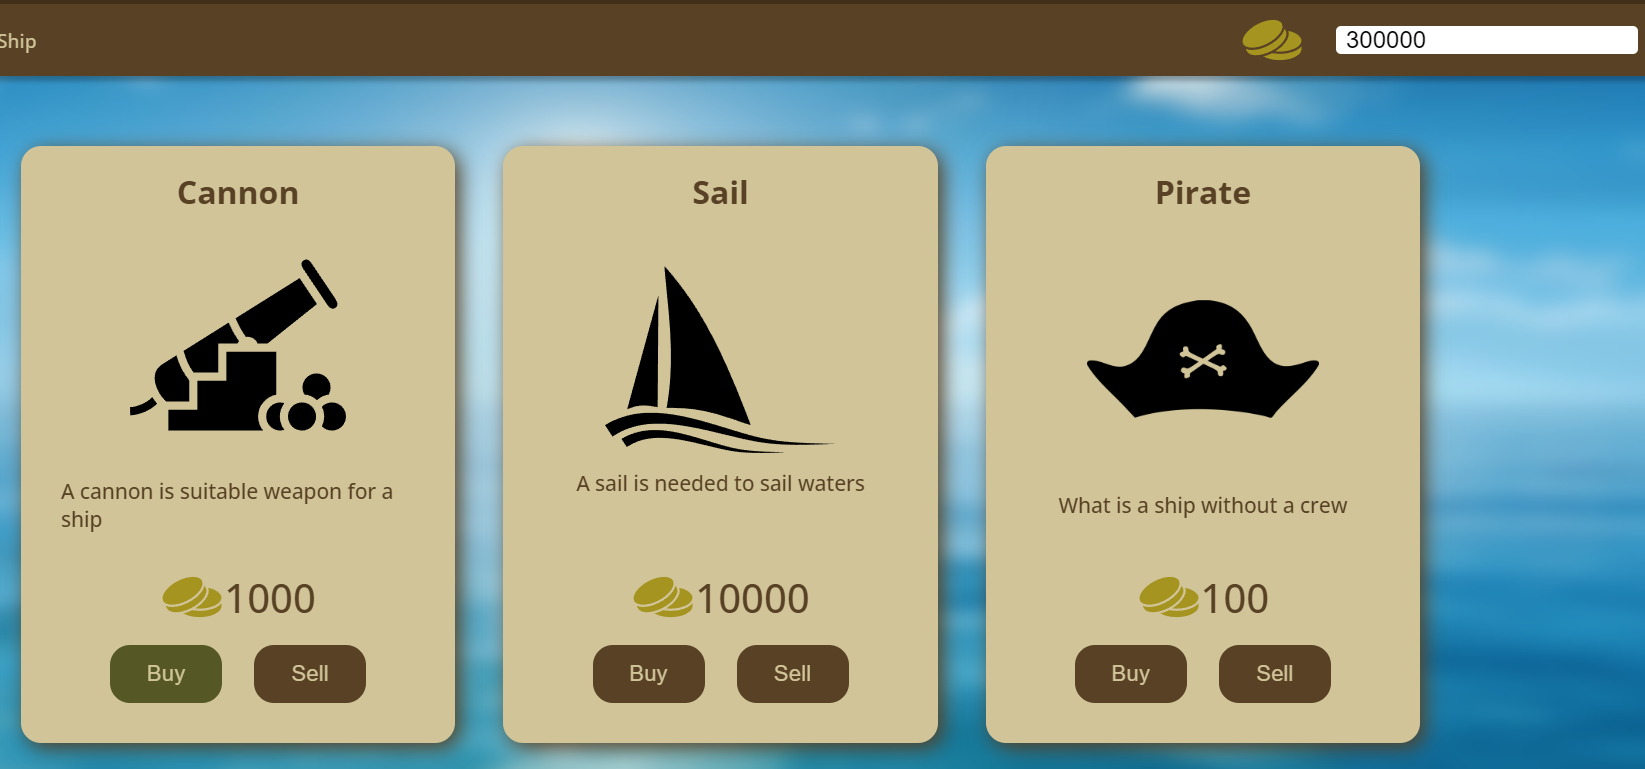 Ship
300000
Cannon
Sail
Pirate
A cannon is suitable weapon for a
ship
A sail is needed to sail waters
What is a ship without a crew
1000
10000
100
Buy
Sell
Buy
Sell
Buy
Sell